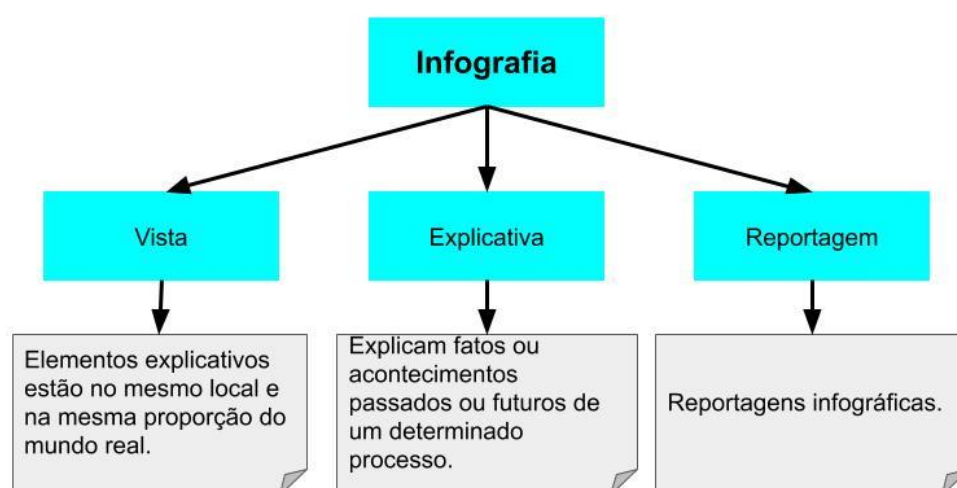 Infografia
Vista
Explicativa
Reportagem
Elementos explicativos
estão no mesmo local e
na mesma proporção do
mundo real.
Explicam fatos ou
acontecimentos
passados ou futuros de
um determinado
processo.
Reportagens infográficas.